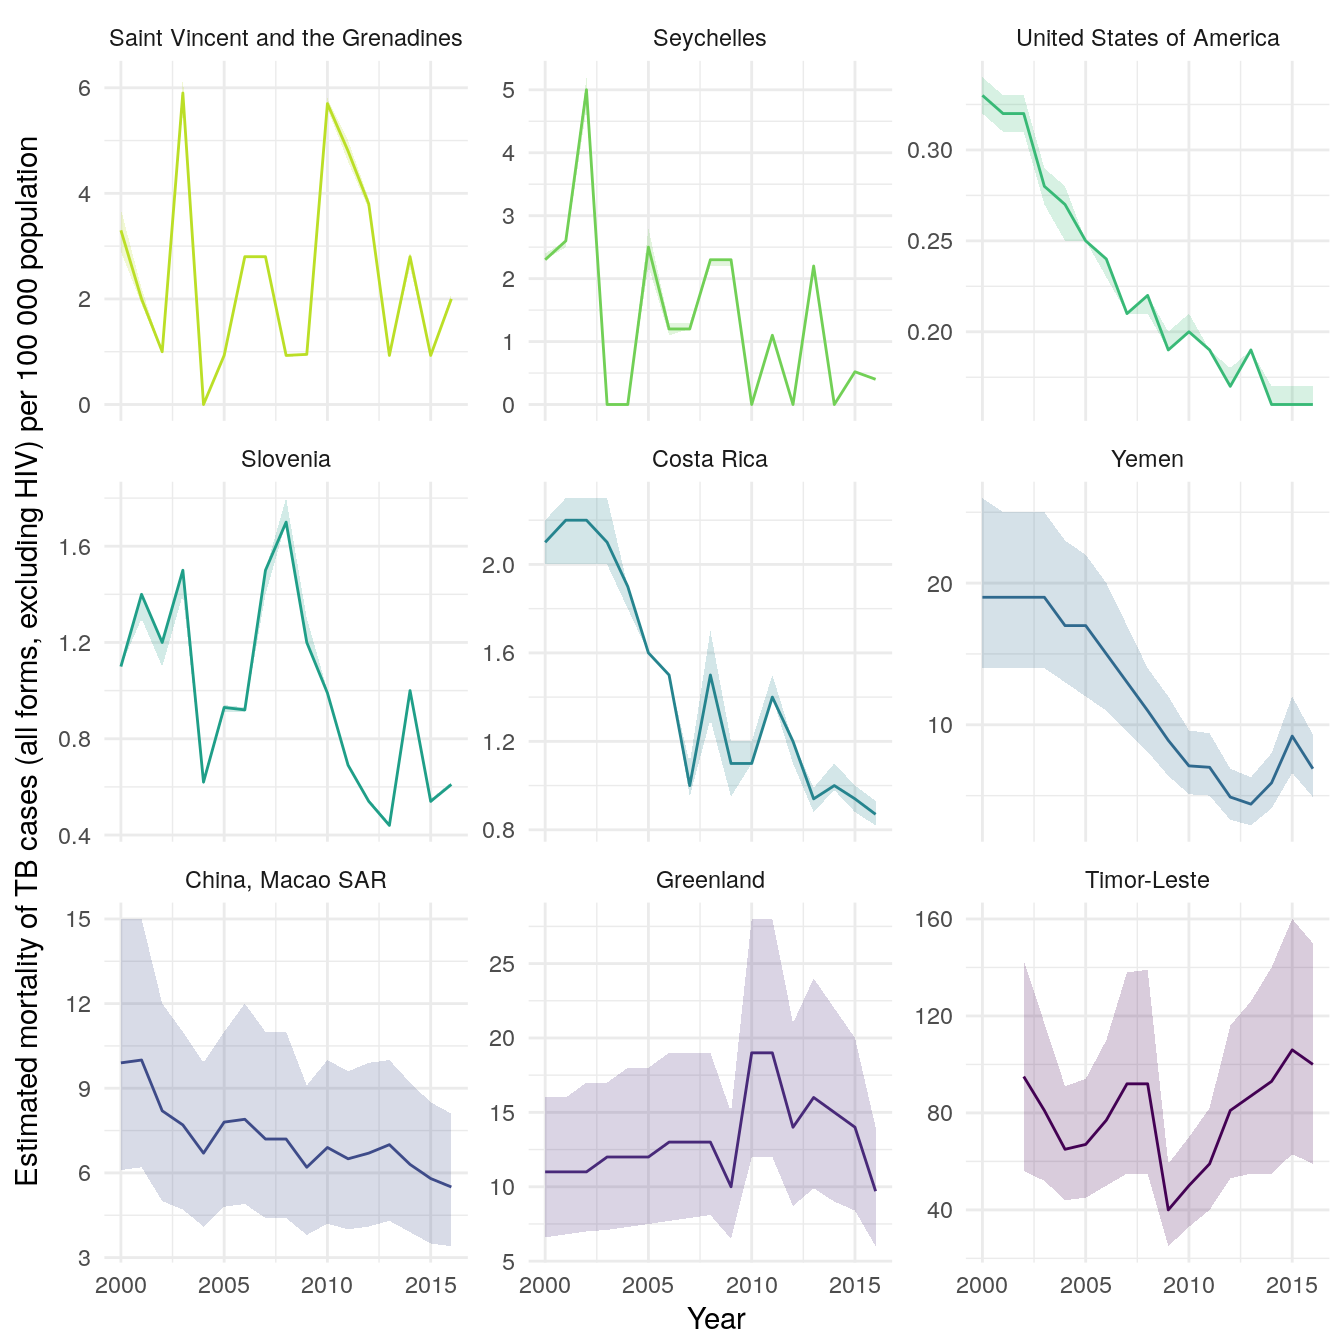 Saint Vincent and the Grenadines
Seychelles
United States of America
6
4
2
0
5
4
3
2
1
0
0.30
0.25
0.20
Slovenia
Costa Rica
Yemen
1.6
1.2
0.8
0.4
2.0
1.6
1.2
0.8
20
10
China, Macao SAR
Greenland
Timor-Leste
15
12
9
6
3
25
20
15
10
5
160
120
80
40
2000 2005 2010 2015
2000 2005 2010 2015
2000 2005 2010 2015
Year
Estimated mortality of TB cases (all forms, excluding HIV) per 100 000 population